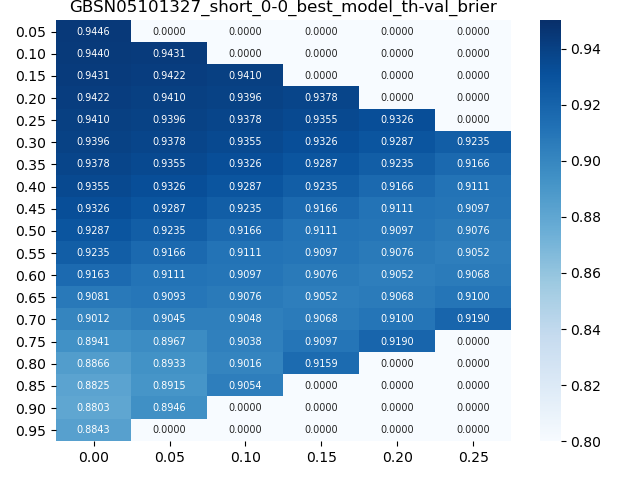 GBSN05101327_short_0-0_best_model_th-val_brier
0.05 0.9446 0.0000 0.0000 0.0000 0.0000 0.0000
0.10 0.9440 0.9431 0.0000 0.0000 0.0000 0.0000
0.15 0.9431 0.9422 0.9410 0.0000 0.0000 0.0000
0.20 0.9422 0.9410 0.9396 0.9378 0.0000 0.0000
0.25 0.9410 0.9396 0.9378 0.9355 0.9326 0.0000
0.30 0.9396 0.9378 0.9355 0.9326 0.9287 0.9235
0.35 0.9378 0.9355 0.9326 0.9287 0.9235 0.9166
0.40 0.9355 0.9326 0.9287 0.9235 0.9166 0.9111
0.45 0.9326 0.9287 0.9235 0.9166 0.9111 0.9097
0.50 0.9287 0.9235 0.9166 0.9111 0.9097 0.9076
0.55 0.9235 0.9166 0.9111 0.9097 0.9076 0.9052
0.60 0.9163 0.9111 0.9097 0.9076 0.9052 0.9068
0.65 0.9081 0.9093 0.9076 0.9052 0.9068 0.9100
0.70 0.9012 0.9045 0.9048 0.9068 0.9100 0.9190
0.75 0.8941 0.8967 0.9038 0.9097 0.9190 0.0000
0.80 0.8866 0.8933 0.9016 0.9159 0.0000 0.0000
0.85 0.8825 0.8915 0.9054 0.0000 0.0000 0.0000
0.90 0.8803 0.8946 0.0000 0.0000 0.0000 0.0000
0.95 0.8843 0.0000 0.0000 0.0000 0.0000 0.0000
0.00 0.05 0.10 0.15 0.20 0.25
0.94
0.92
0.90
0.88
0.86
0.84
0.82
0.80